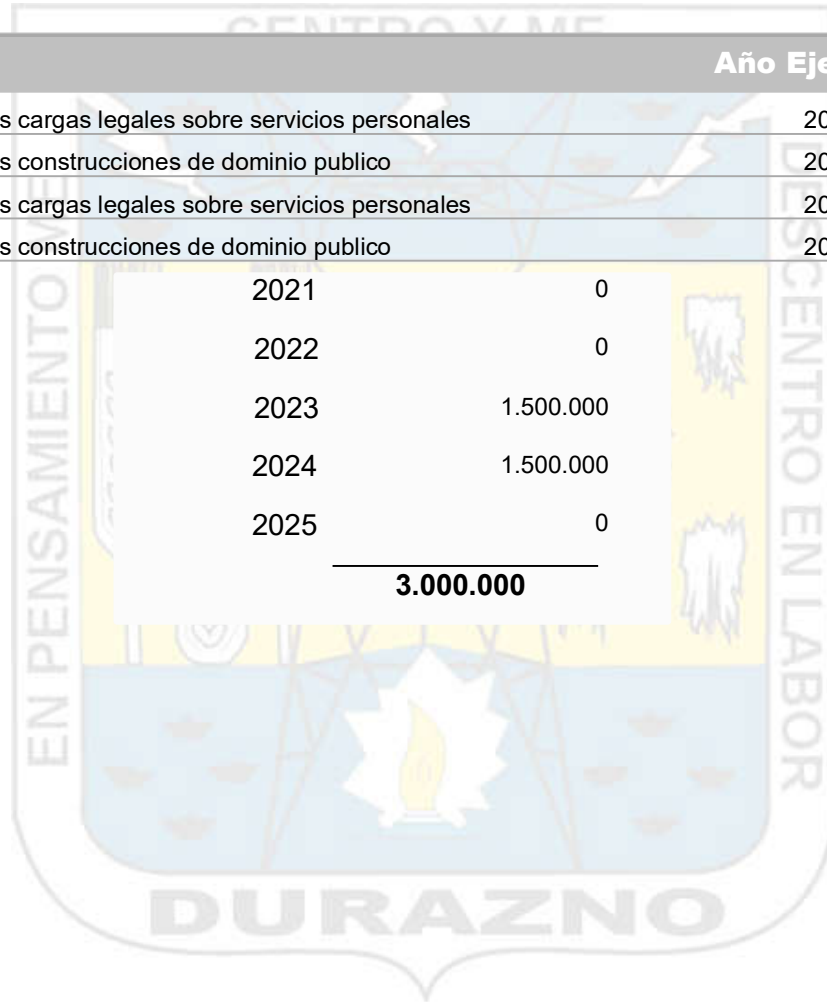 CENTRO Y ME
Año Eje
s cargas legales sobre servicios personales 20
s construcciones de dominio publico 20
s cargas legales sobre servicios personales 20
s construcciones de dominio publico 20
2021 0
2022 0
2023 1.500.000
2024 1.500.000
2025 0
3.000.000
EN PENSAMIENTO ME
DESCENTRO EN LABOR
DURAZNO